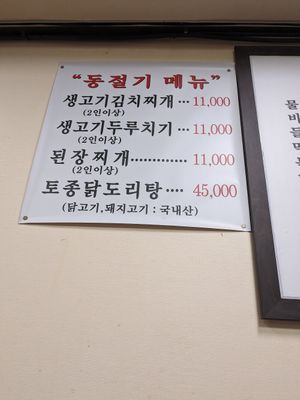 “동절기 메뉴”
생고기김치찌개 ··· 11,000
(2인이상)
생고기두루치기 ··· 11,000
(2인이상)
된장찌개············· 11,000
(2인이상)
토종닭도리탕 ···· 45,000
(닭고기,돼지고기 : 국내산)
물